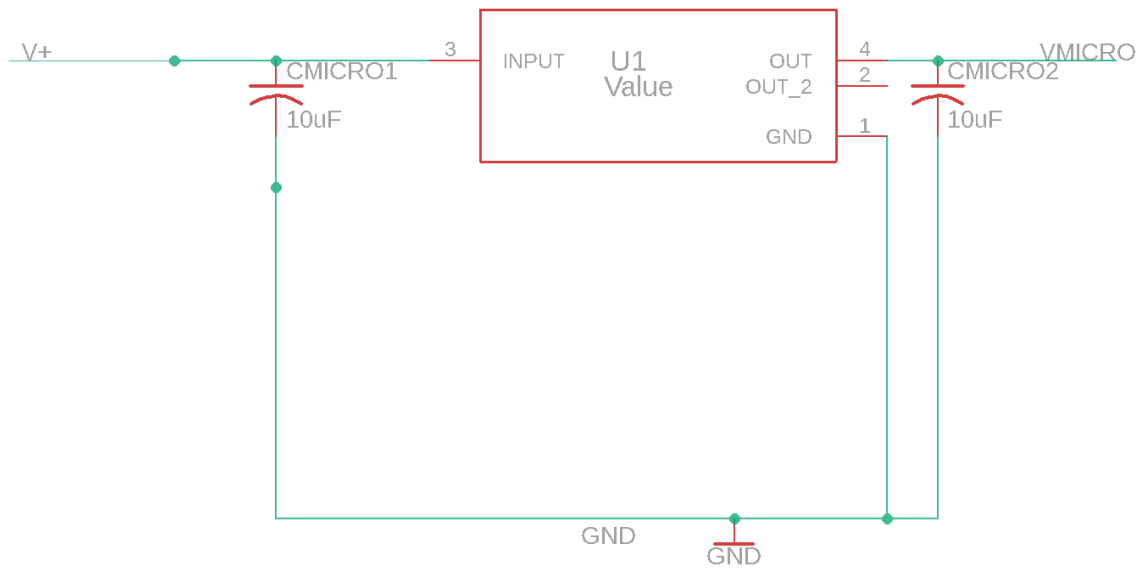 V+
CMICRO1
10uF
3
INPUT
U1
Value
OUT
4
OUT_2
2
GND
1
VMICRO
CMICRO2
10uF
GND
GND